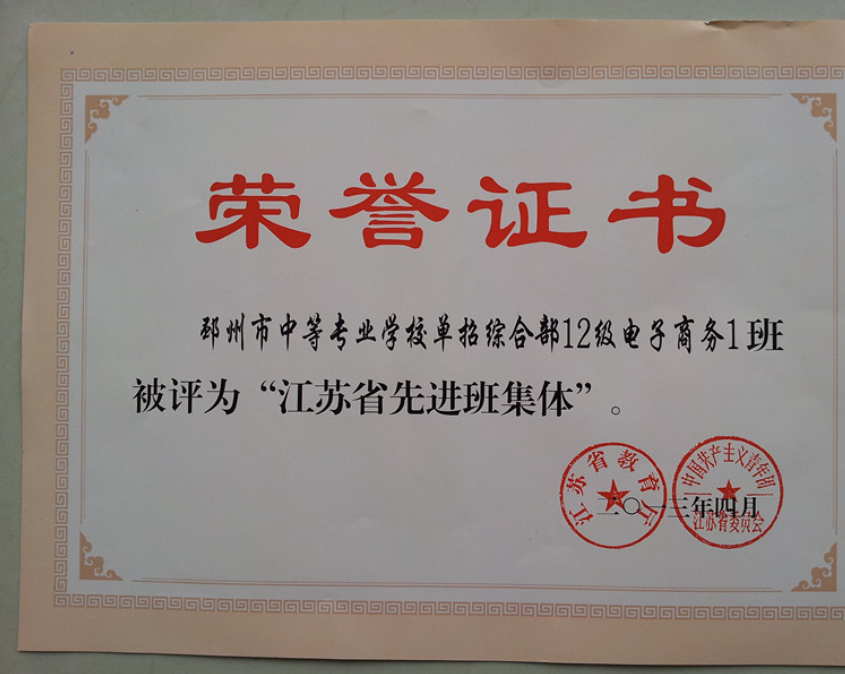 荣誉证书
邳州市中等专业学校单招综合部12级电子商务1班
被评为“江苏省先进班集体”。
江苏省教育厅
中国共产主义青年团
江苏省委员会
二〇一三年四月